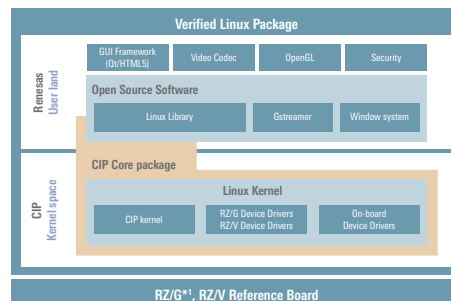 Verified Linux Package
Renesas
User land
GUI Framework
(Qt/HTML5)
Video Codec
OpenGL
Security
Open Source Software
Linux Library
Gstreamer
Window system
CIP
Kernel space
CIP Core package
Linux Kernel
CIP kernel
RZ/G Device Drivers
RZ/V Device Drivers
On-board
Device Drivers
RZ/G*1, RZ/V Reference Board